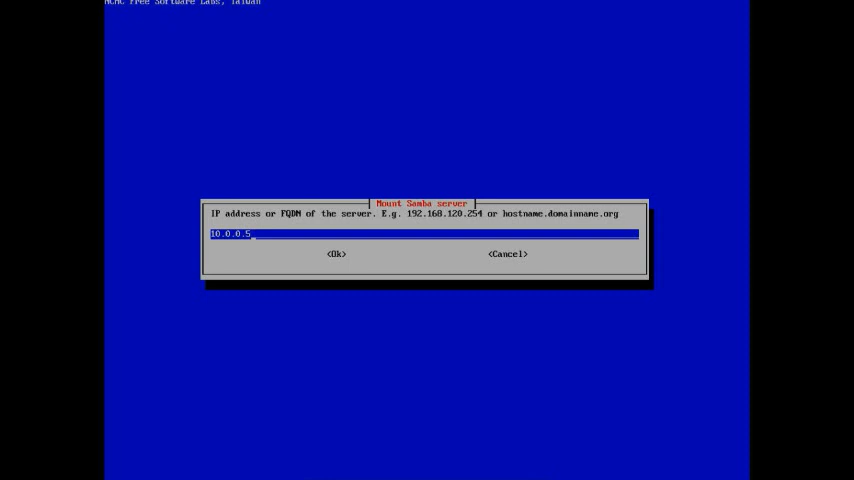 NCHC Free Software Labs, Taiwan
Mount Samba server
IP address or FQDN of the server. E.g. 192.168.120.254 or hostname.domainname.org
10.0.0.5_
<Ok> <Cancel>